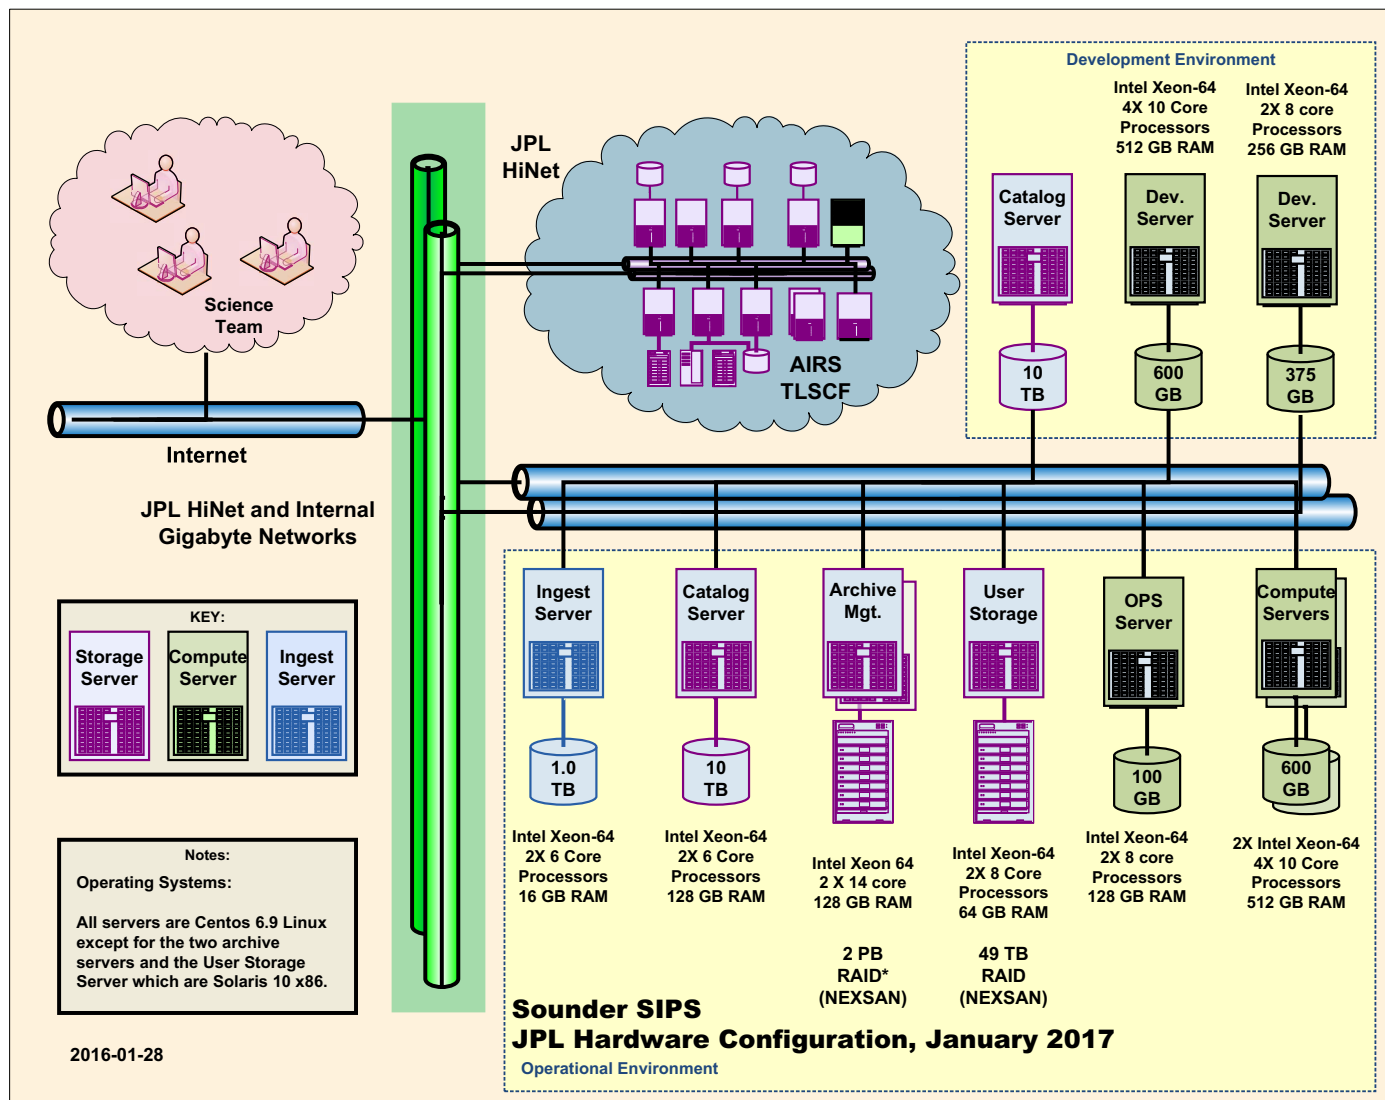 Development Environment
Intel Xeon-64
4X 10 Core
Processors
512 GB RAM
Intel Xeon-64
2X 8 core
Processors
256 GB RAM
Catalog
Server
Dev.
Server
Dev.
Server
10
TB
600
GB
375
GB
JPL
HiNet
AIRS
TLSCF
Science
Team
Internet
JPL HiNet and Internal
Gigabyte Networks
KEY:
Storage
Server
Compute
Server
Ingest
Server
Notes:
Operating Systems:
All servers are Centos 6.9 Linux
except for the two archive
servers and the User Storage
Server which are Solaris 10 x86.
2016-01-28
Ingest
Server
Catalog
Server
Archive
Mgt.
User
Storage
OPS
Server
Compute
Servers
1.0
TB
10
TB
100
GB
600
GB
Intel Xeon-64
2X 6 Core
Processors
16 GB RAM
Intel Xeon-64
2X 6 Core
Processors
128 GB RAM
Intel Xeon 64
2 X 14 core
128 GB RAM
2 PB
RAID*
(NEXSAN)
Intel Xeon-64
2X 8 Core
Processors
64 GB RAM
49 TB
RAID
(NEXSAN)
Intel Xeon-64
2X 8 core
Processors
128 GB RAM
2X Intel Xeon-64
4X 10 Core
Processors
512 GB RAM
Sounder SIPS
JPL Hardware Configuration, January 2017
Operational Environment